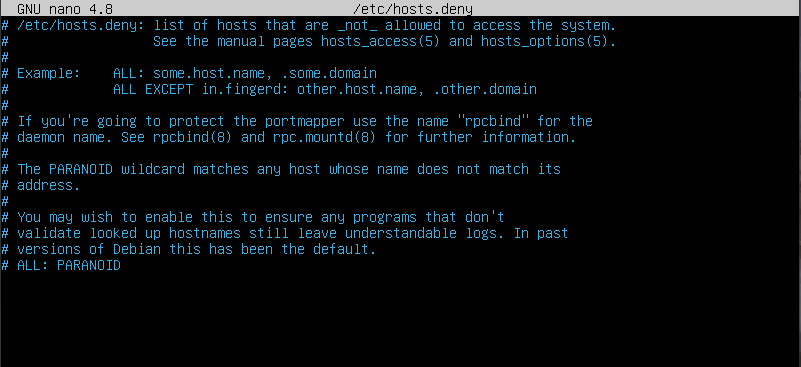 GNU nano 4.8 /etc/hosts.deny
# /etc/hosts.deny: list of hosts that are _not_ allowed to access the system.
#                  See the manual pages hosts_access(5) and hosts_options(5).
#
# Example:    ALL: some.host.name, .some.domain
#             ALL EXCEPT in.fingerd: other.host.name, .other.domain
#
# If you're going to protect the portmapper use the name "rpcbind" for the
# daemon name. See rpcbind(8) and rpc.mountd(8) for further information.
#
# The PARANOID wildcard matches any host whose name does not match its
# address.
#
# You may wish to enable this to ensure any programs that don't
# validate looked up hostnames still leave understandable logs. In past
# versions of Debian this has been the default.
# ALL: PARANOID